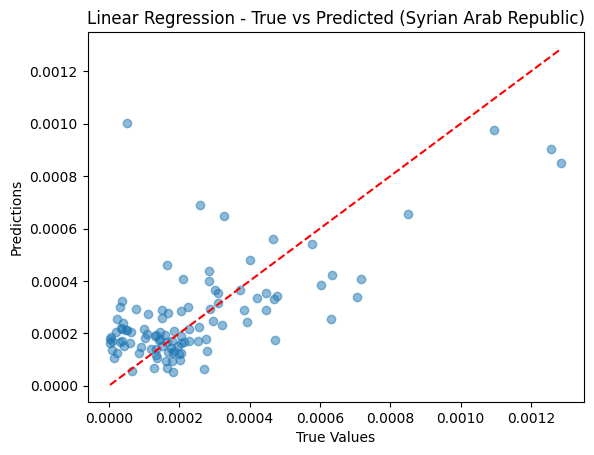 Linear Regression - True vs Predicted (Syrian Arab Republic)
0.0012
0.0010
0.0008
0.0006
0.0004
0.0002
0.0000
Predictions
0.0000 0.0002 0.0004 0.0006 0.0008 0.0010 0.0012
True Values